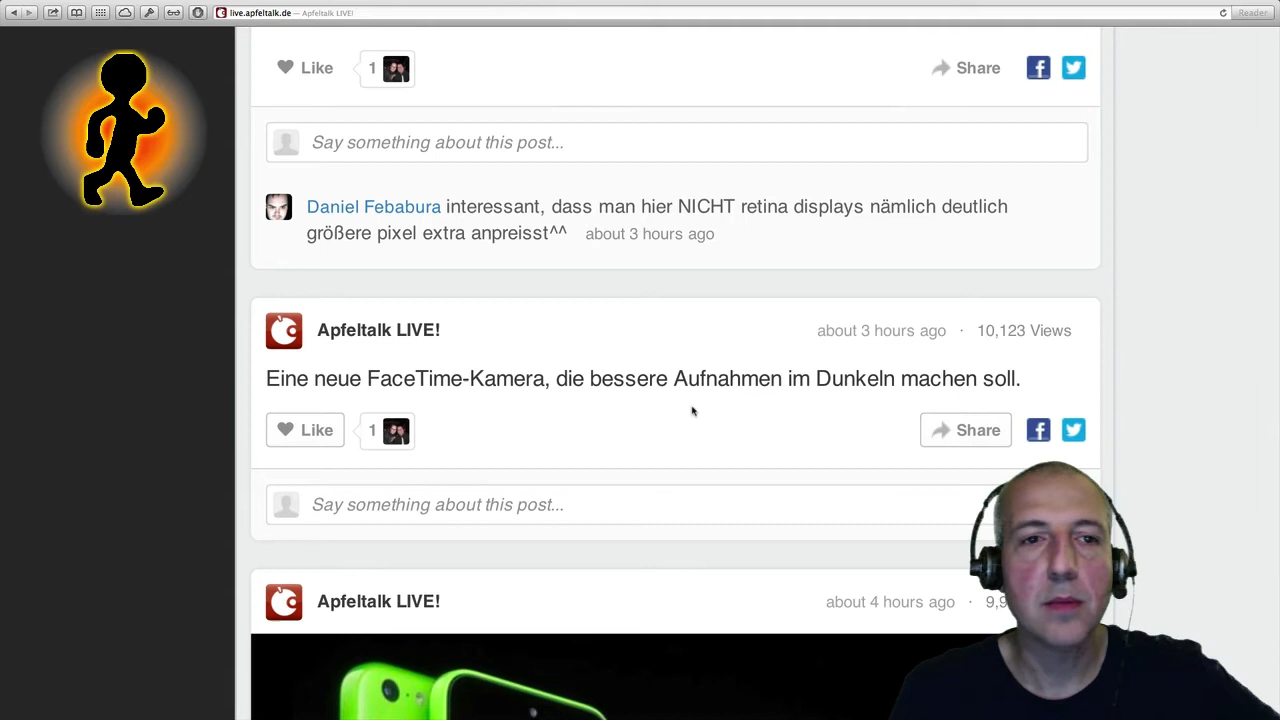 live.apfeltalk.de — Apfeltalk LIVE!
Reader
Like
1
Share
Say something about this post...
Daniel Febabura interessant, dass man hier NICHT retina displays nämlich deutlich
größere pixel extra anpreisst^^ about 3 hours ago
Apfeltalk LIVE!
about 3 hours ago · 10,123 Views
Eine neue FaceTime-Kamera, die bessere Aufnahmen im Dunkeln machen soll.
Like
1
Share
Say something about this post...
Apfeltalk LIVE!
about 4 hours ago ·